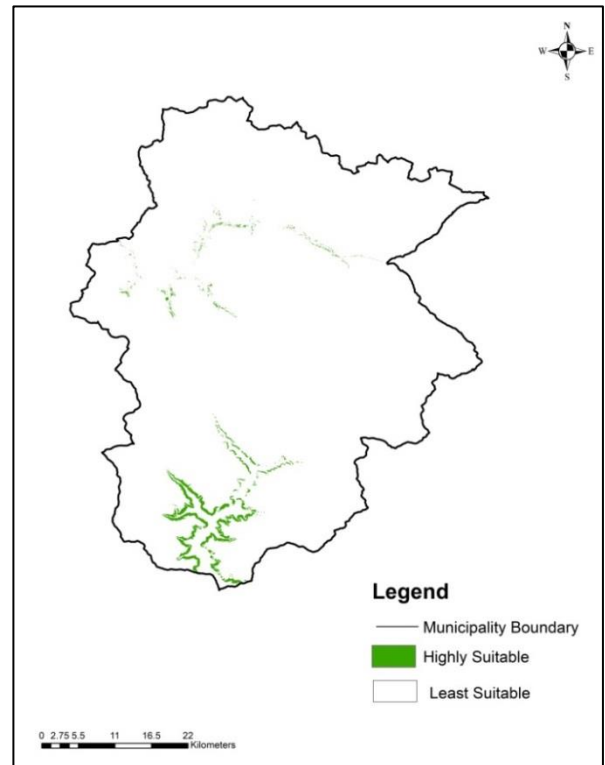 N
W E
S
Legend
Municipality Boundary
Highly Suitable
Least Suitable
0 2.75 5.5 11 16.5 22
Kilometers